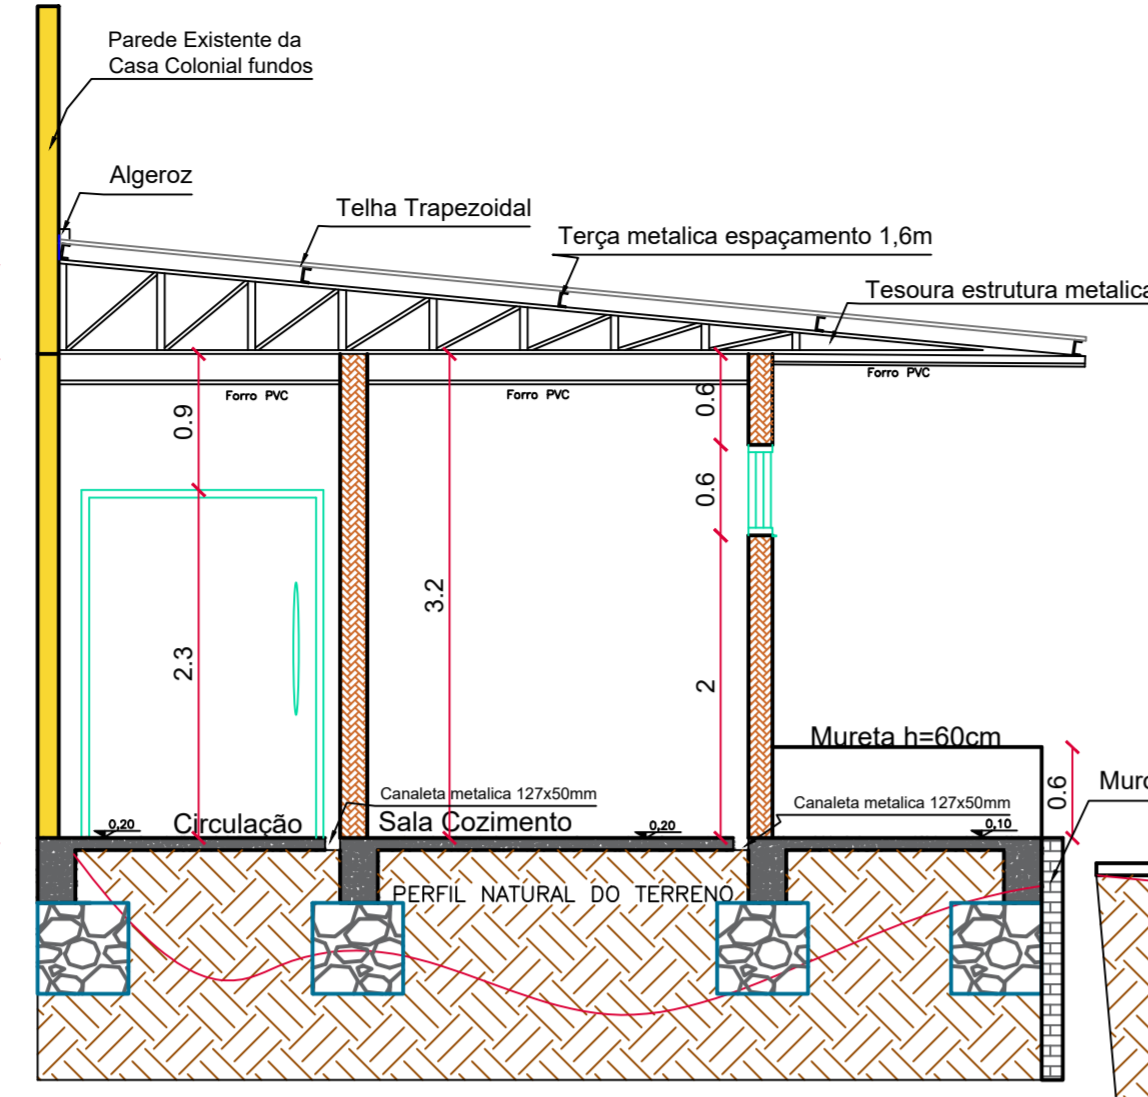 Parede Existente da
Casa Colonial fundos
Algeroz
Telha Trapezoidal
Terça metalica espaçamento 1,6m
Tesoura estrutura metalica
Forro PVC
Forro PVC
Forro PVC
0.9
0.6
0.6
3.2
2.3
2
Mureta h=60cm
0.6
Canaleta metalica 127x50mm
Canaleta metalica 127x50mm
0,20
Circulação
Sala Cozimento
0,20
0,10
PERFIL NATURAL DO TERRENO